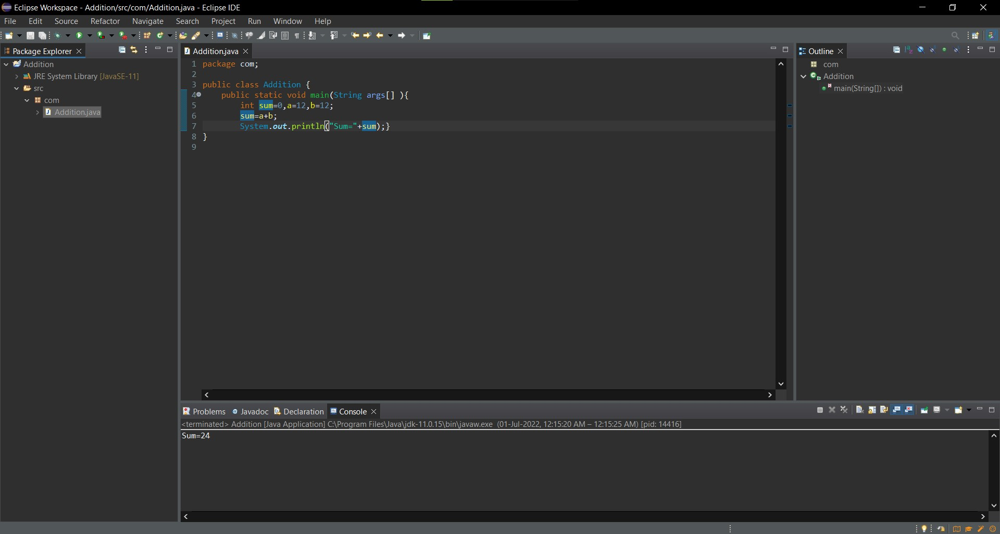 Eclipse Workspace - Addition/src/com/Addition.java - Eclipse IDE
File Edit Source Refactor Navigate Search Project Run Window Help
Package Explorer
Addition
JRE System Library [JavaSE-11]
src
com
Addition.java
Addition.java
1 package com;
2
3 public class Addition {
4 public static void main(String args[] ){
5 int sum=0,a=12,b=12;
6 sum=a+b;
7 System.out.println("Sum="+sum);}
8 }
9
Outline
com
Addition
main(String[]) : void
Problems Javadoc Declaration Console
<terminated> Addition [Java Application] C:\Program Files\Java\jdk-11.0.15\bin\javaw.exe (01-Jul-2022, 12:15:20 AM – 12:15:25 AM) [pid: 14416]
Sum=24